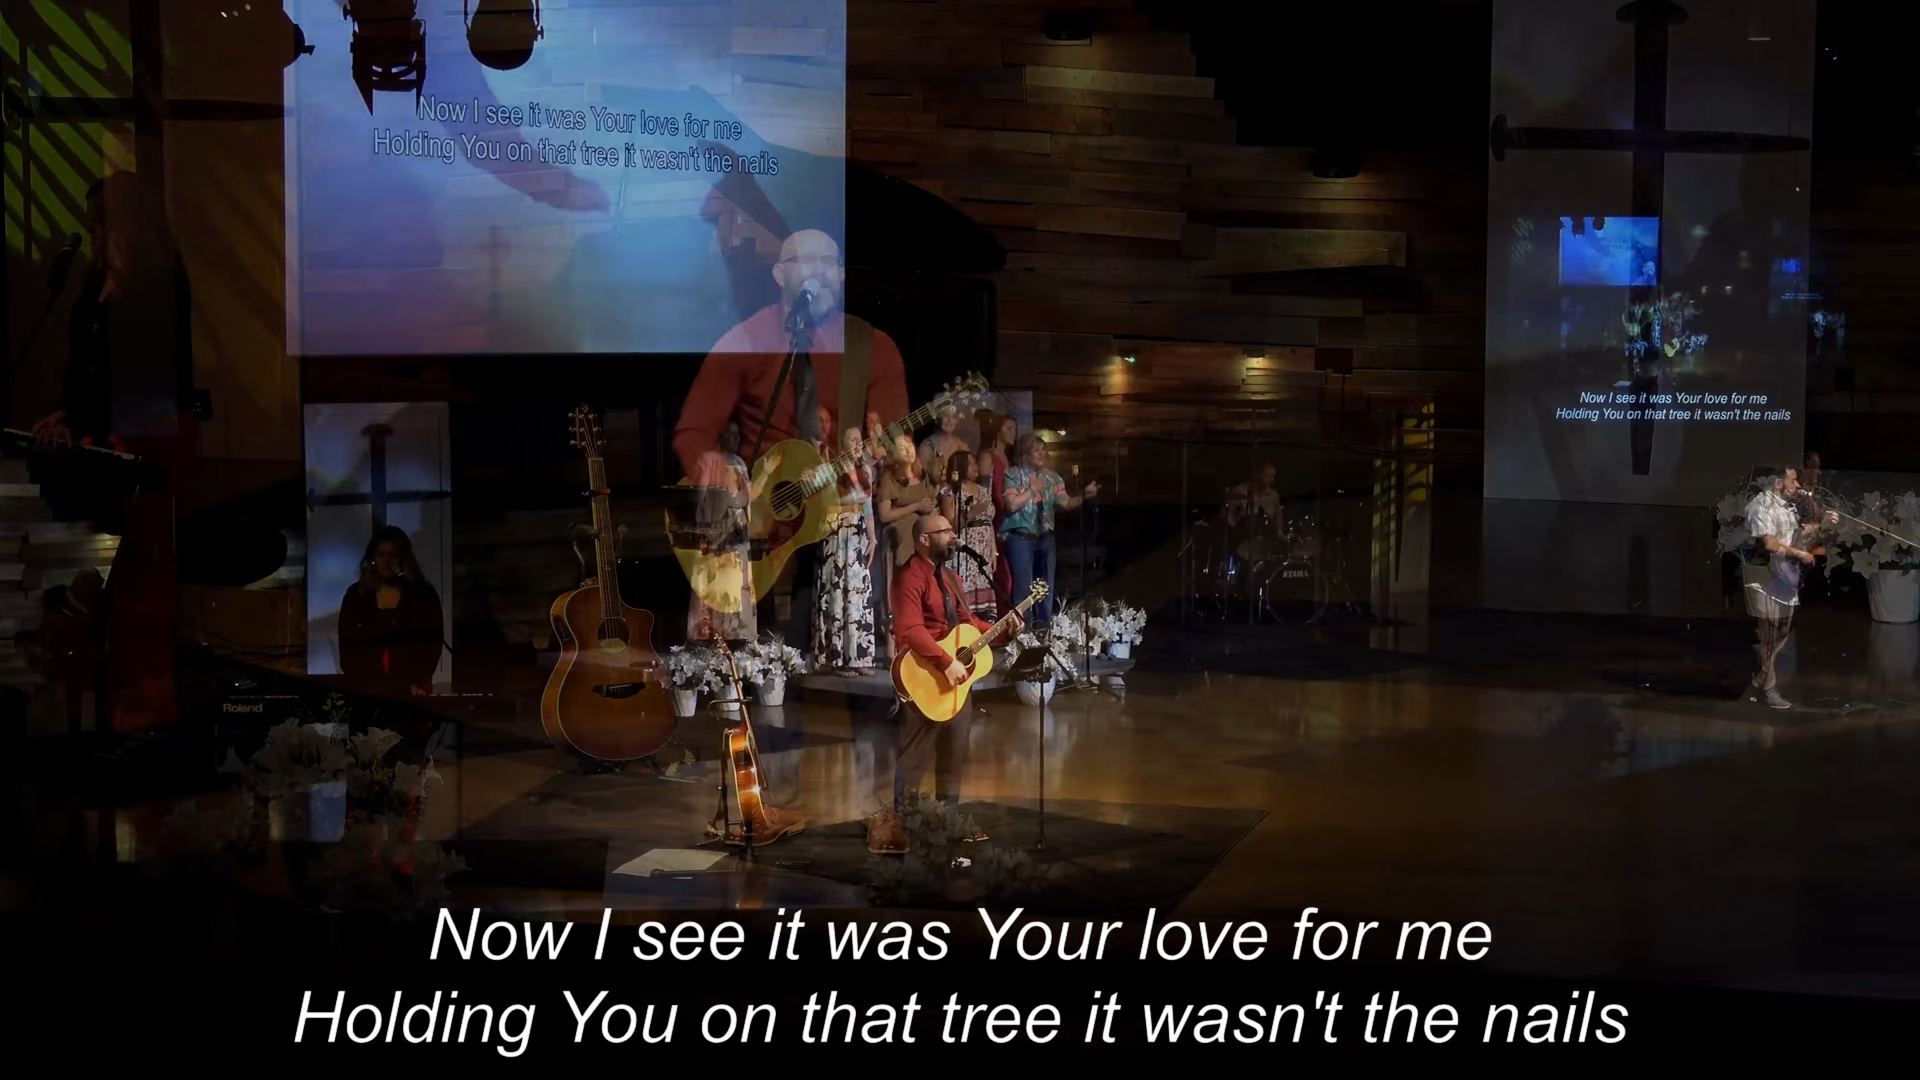 Now I see it was Your love for me
Holding You on that tree it wasn't the nails
Now I see it was Your love for me
Holding You on that tree it wasn't the nails
TAMA
Roland
Now I see it was Your love for me
Holding You on that tree it wasn't the nails